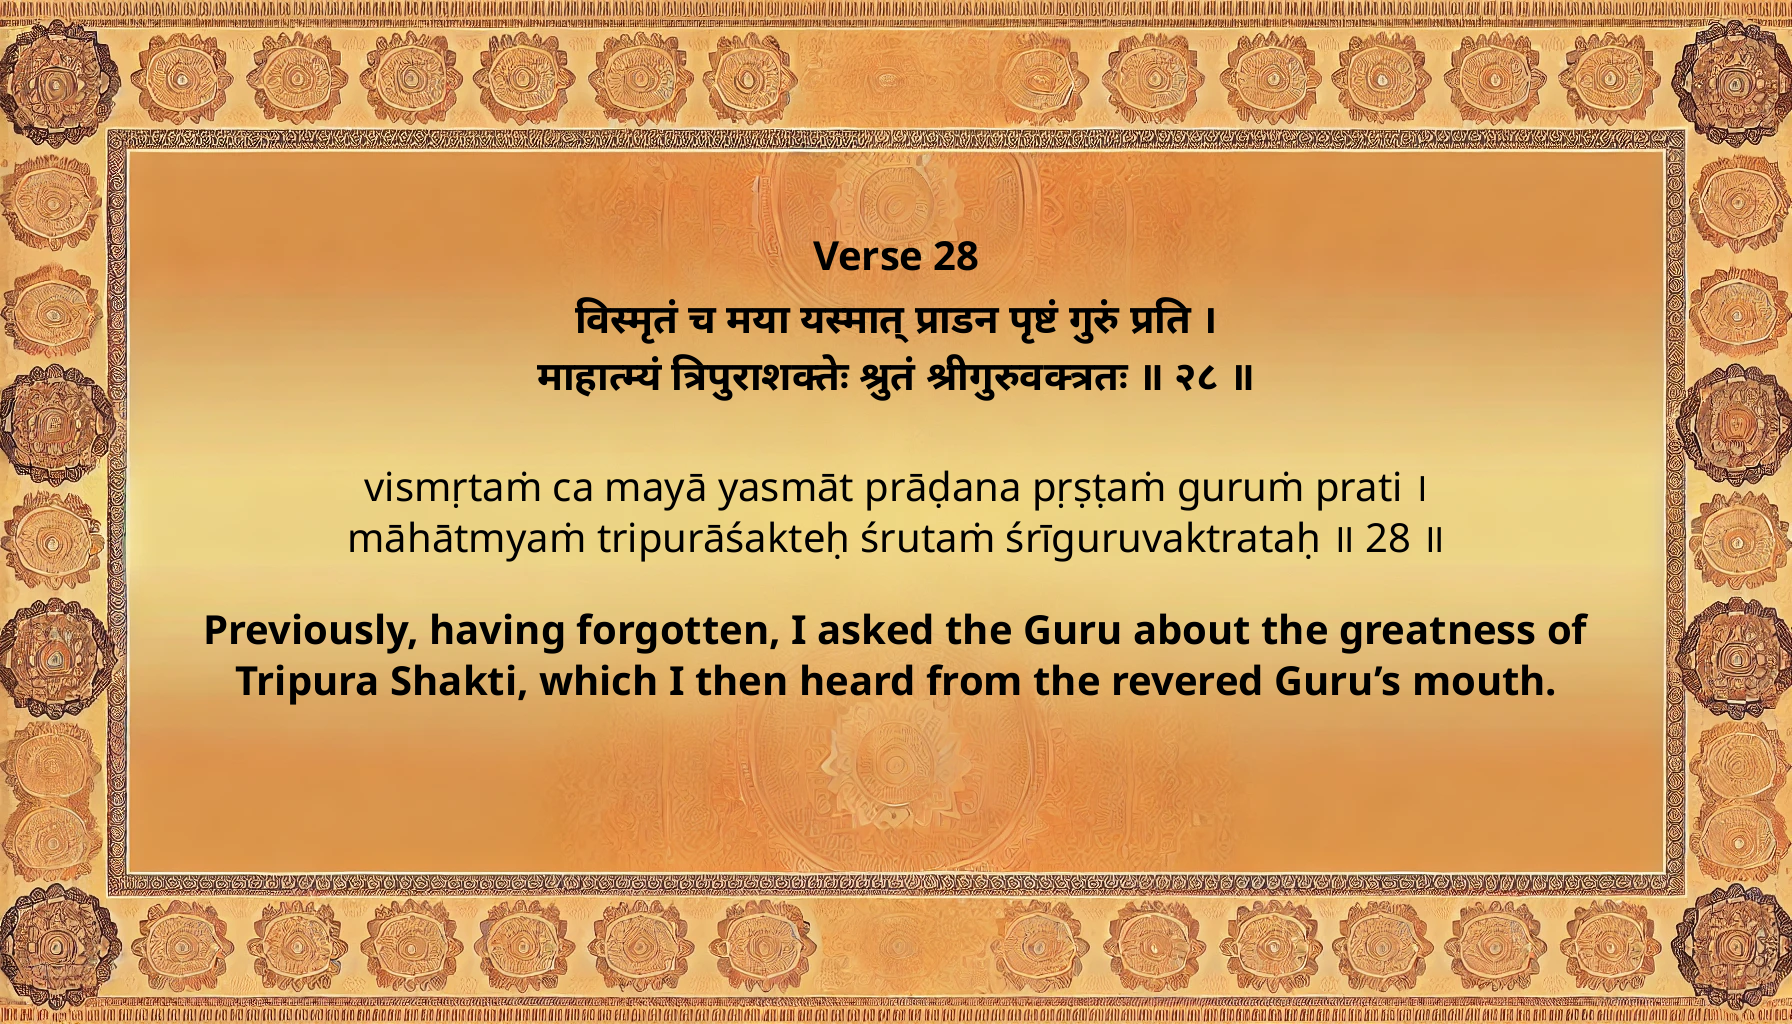 Verse 28
विस्मृतं च मया यस्मात् प्राडन पृष्टं गुरुं प्रति ।
माहात्म्यं त्रिपुराशक्तेः श्रुतं श्रीगुरुवक्त्रतः ॥ २८ ॥
vismṛtaṁ ca mayā yasmāt prāḍana pṛṣṭaṁ guruṁ prati ।
māhātmyaṁ tripurāśakteḥ śrutaṁ śrīguruvaktrataḥ ॥ 28 ॥
Previously, having forgotten, I asked the Guru about the greatness of
Tripura Shakti, which I then heard from the revered Guru’s mouth.